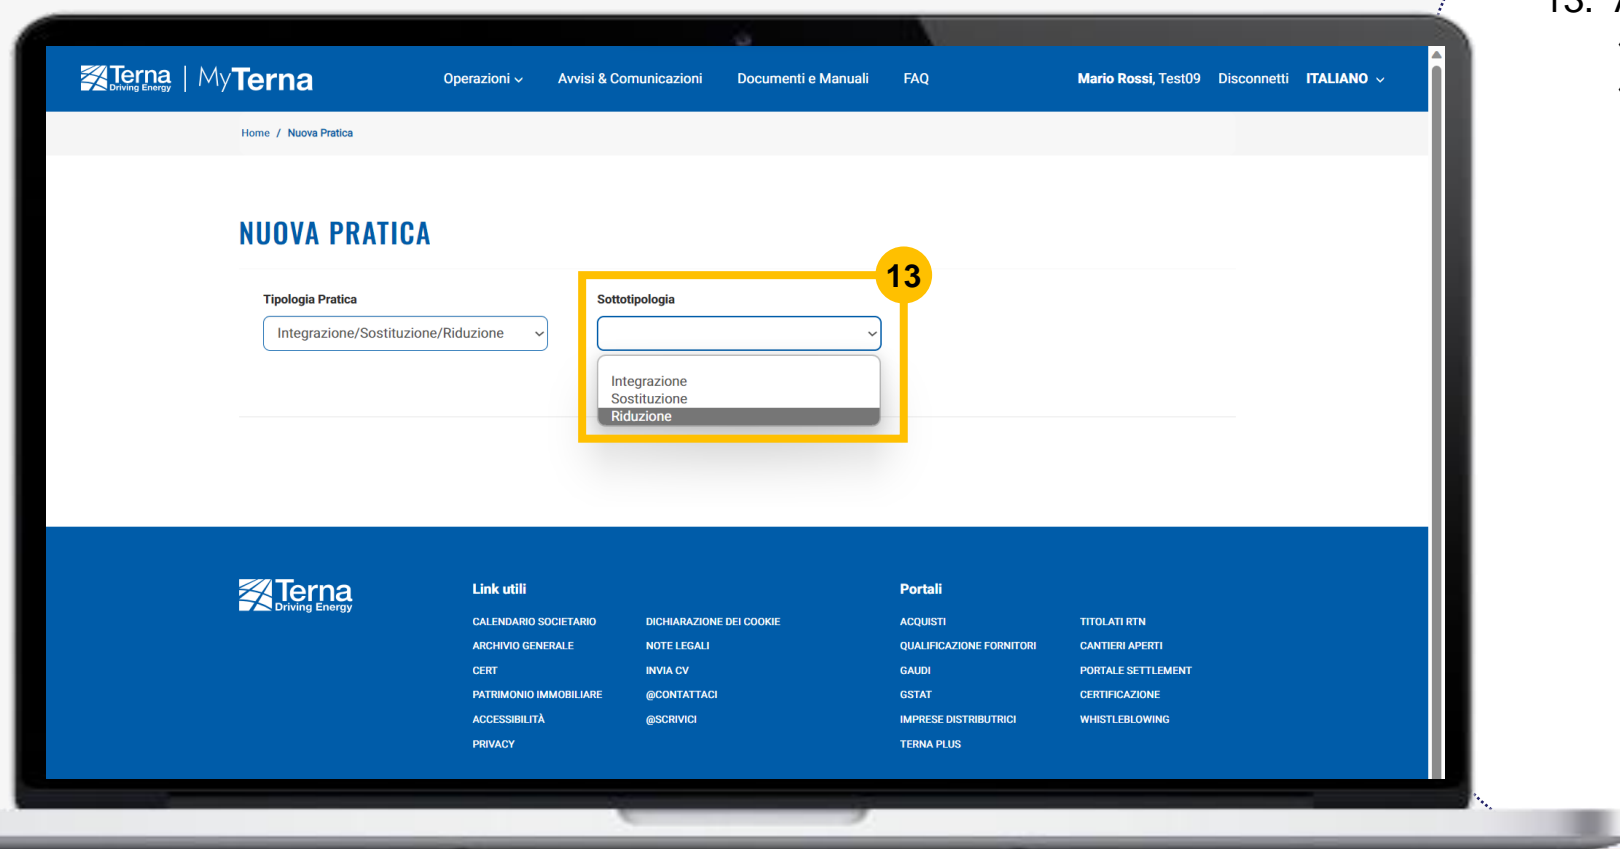 13.
Terna
Driving Energy
MyTerna
Operazioni
Avvisi & Comunicazioni
Documenti e Manuali
FAQ
Mario Rossi, Test09
Disconnetti
ITALIANO
Home / Nuova Pratica
NUOVA PRATICA
13
Tipologia Pratica
Integrazione/Sostituzione/Riduzione
Sottotipologia
Integrazione
Sostituzione
Riduzione
Terna
Driving Energy
Link utili
CALENDARIO SOCIETARIO
ARCHIVIO GENERALE
CERT
PATRIMONIO IMMOBILIARE
ACCESSIBILITÀ
PRIVACY
DICHIARAZIONE DEI COOKIE
NOTE LEGALI
INVIA CV
@CONTATTACI
@SCRIVICI
Portali
ACQUISTI
QUALIFICAZIONE FORNITORI
GAUDI
GSTAT
IMPRESE DISTRIBUTRICI
TERNA PLUS
TITOLATI RTN
CANTIERI APERTI
PORTALE SETTLEMENT
CERTIFICAZIONE
WHISTLEBLOWING